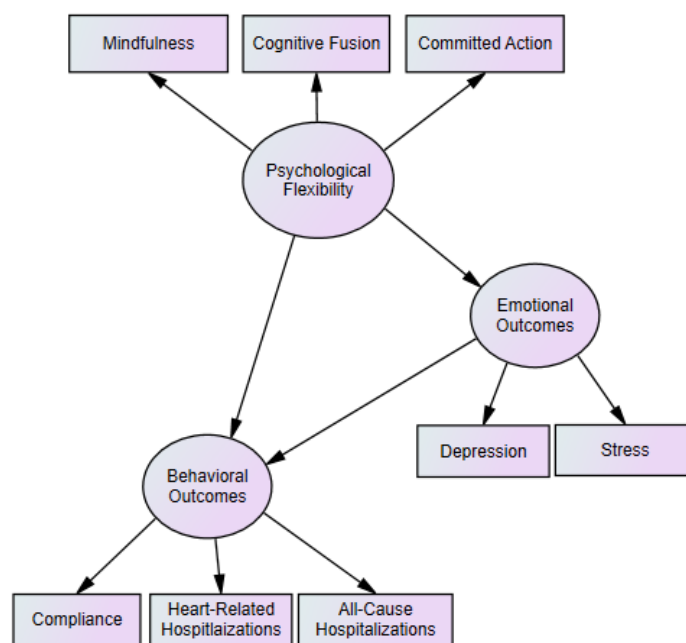 Mindfulness
Cognitive Fusion
Committed Action
Psychological
Flexibility
Emotional
Outcomes
Depression
Stress
Behavioral
Outcomes
Compliance
Heart-Related
Hospitlaizations
All-Cause
Hospitalizations